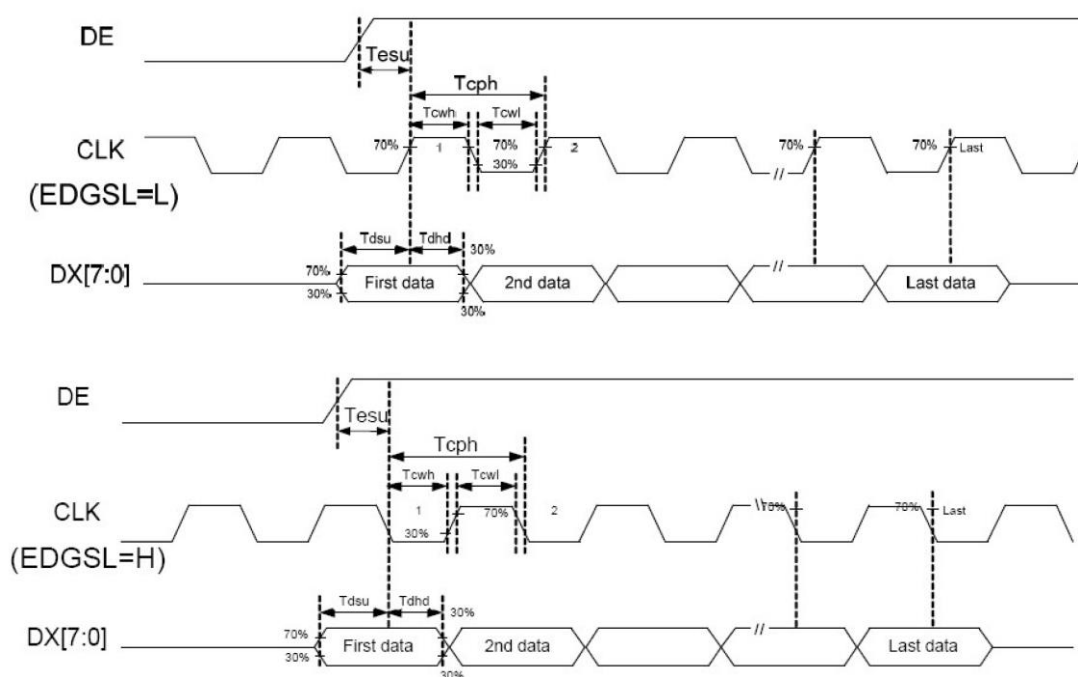 DE
Tesu
Tcph
Tcwh Tcwl
CLK 70% 1 70% 2 70% 70% Last
30%
(EDGSL=L) //
Tdsu Tdhd 30%
DX[7:0] 70% First data 2nd data // Last data
30% 30%
DE
Tesu
Tcph
Tcwh Tcwl
CLK 1 70% 2 \\ 70% 70% Last
30%
(EDGSL=H)
Tdsu Tdhd 30%
DX[7:0] 70% First data 2nd data // Last data
30% 30%